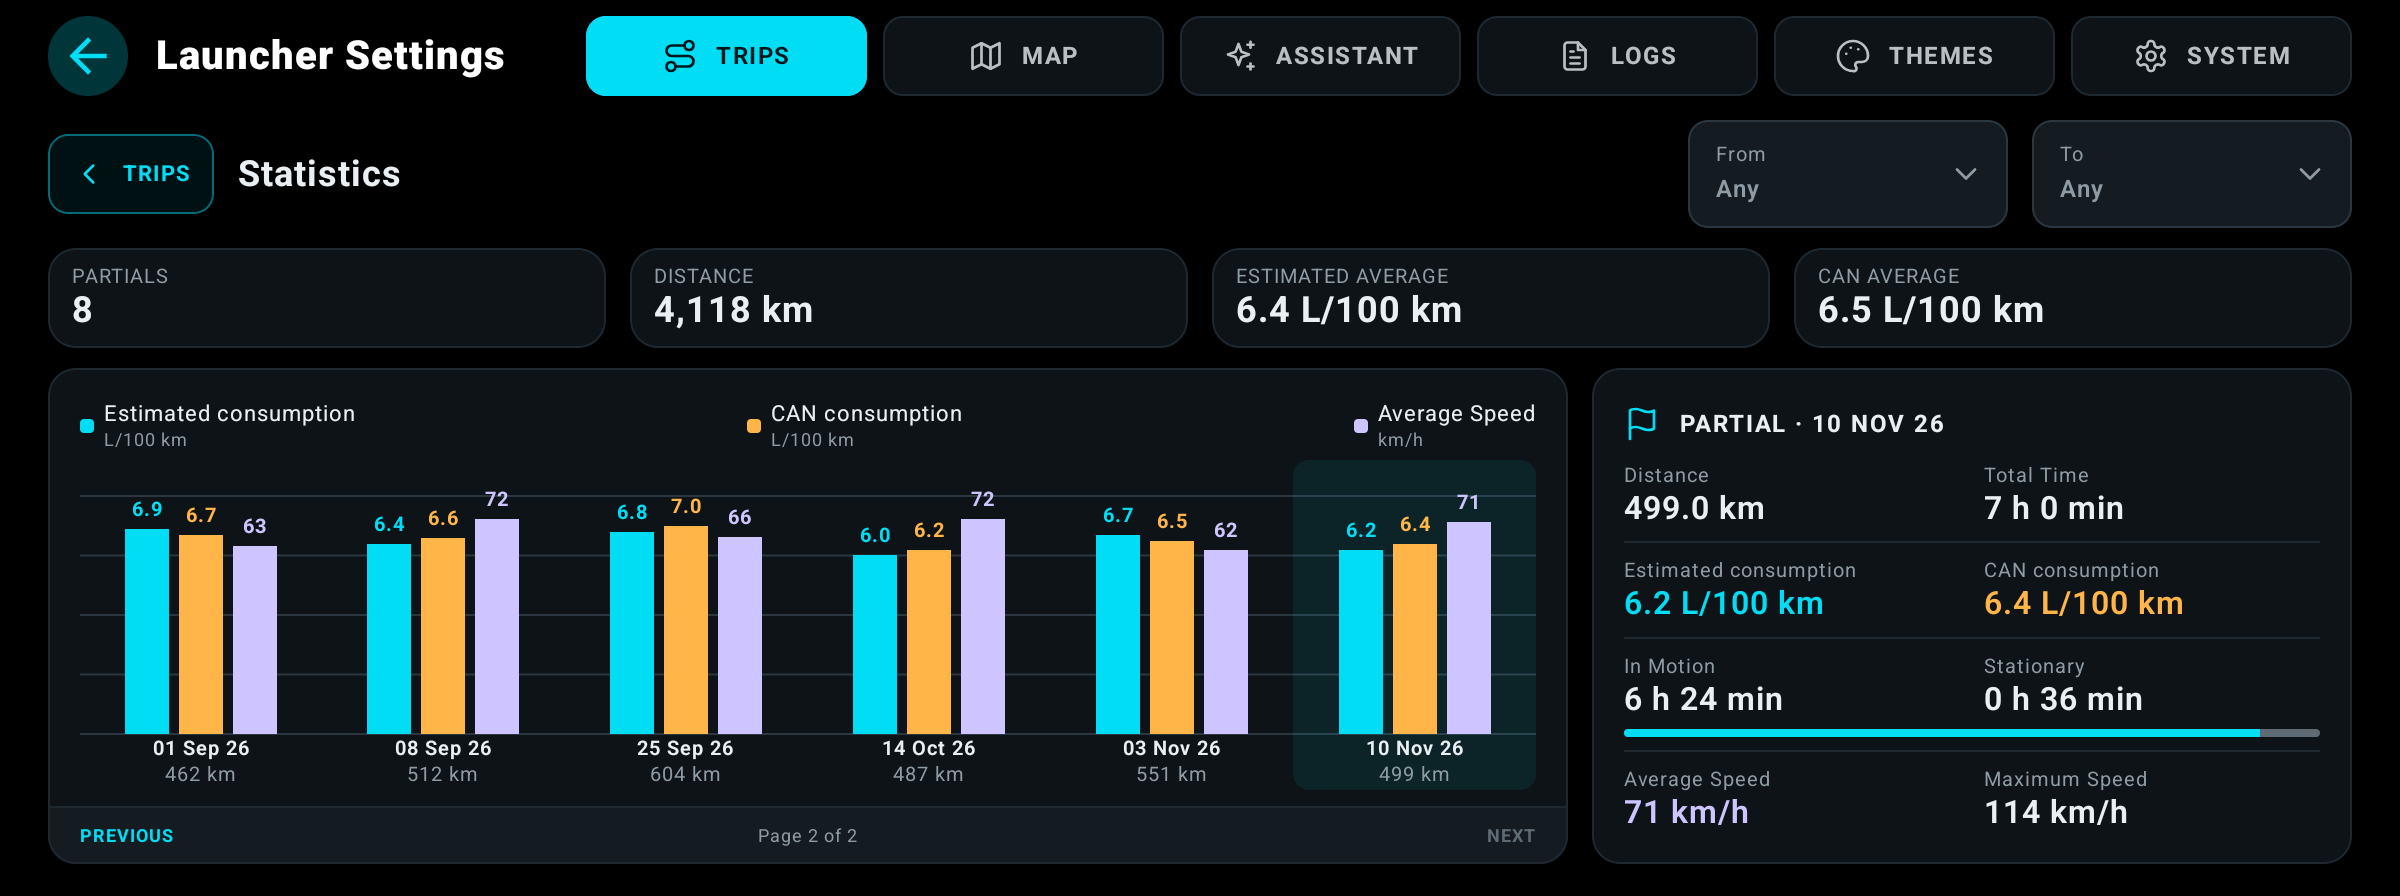 Launcher Settings
TRIPS
MAP
ASSISTANT
LOGS
THEMES
SYSTEM
TRIPS
Statistics
From
Any
To
Any
PARTIALS
8
DISTANCE
4,118 km
ESTIMATED AVERAGE
6.4 L/100 km
CAN AVERAGE
6.5 L/100 km
Estimated consumption
L/100 km
CAN consumption
L/100 km
Average Speed
km/h
6.9 6.7 63
6.4 6.6 72
6.8 7.0 66
6.0 6.2 72
6.7 6.5 62
6.2 6.4 71
01 Sep 26
462 km
08 Sep 26
512 km
25 Sep 26
604 km
14 Oct 26
487 km
03 Nov 26
551 km
10 Nov 26
499 km
PREVIOUS
Page 2 of 2
NEXT
PARTIAL · 10 NOV 26
Distance
499.0 km
Total Time
7 h 0 min
Estimated consumption
6.2 L/100 km
CAN consumption
6.4 L/100 km
In Motion
6 h 24 min
Stationary
0 h 36 min
Average Speed
71 km/h
Maximum Speed
114 km/h